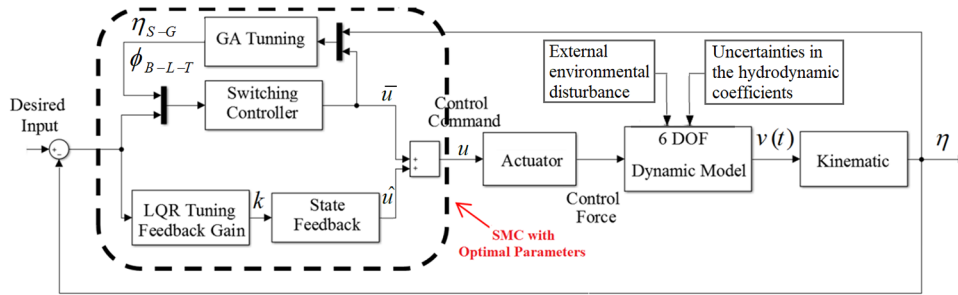 η_{S-G}
ϕ_{B-L-T}
GA Tunning
Switching
Controller
Desired
Input
+
-
LQR Tuning
Feedback Gain
k
State
Feedback
ū
û
+
+
Control
Command
u
SMC with
Optimal Parameters
Actuator
Control
Force
External
environmental
disturbance
Uncertainties in
the hydrodynamic
coefficients
6 DOF
Dynamic Model
v(t)
Kinematic
η